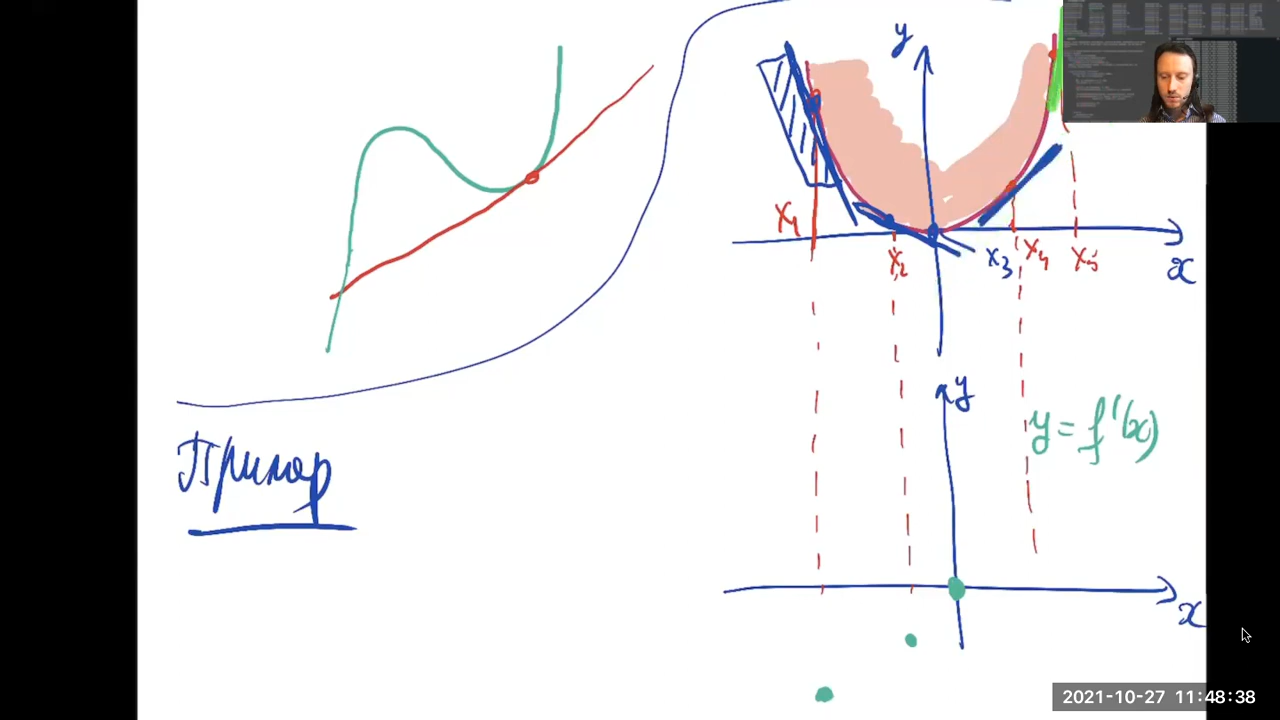 y
x₁
x₂
x₃
x₄
x₅
x
y
y = f'(x)
Пример
x
2021-10-27 11:48:38